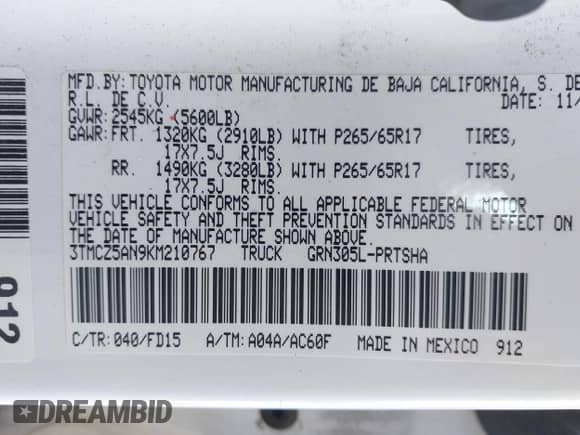 MFD.BY:TOYOTA MOTOR MANUFACTURING DE BAJA CALIFORNIA, S. DE
R.L. DE C.V. DATE: 11/
GVWR:2545KG (5600LB)
GAWR:FRT. 1320KG (2910LB) WITH P265/65R17 TIRES,
17X7.5J RIMS.
RR. 1490KG (3280LB) WITH P265/65R17 TIRES,
17X7.5J RIMS.
THIS VEHICLE CONFORMS TO ALL APPLICABLE FEDERAL MOTOR
VEHICLE SAFETY AND THEFT PREVENTION STANDARDS IN EFFECT ON
THE DATE OF MANUFACTURE SHOWN ABOVE.
3TMCZ5AN9KM210767 TRUCK GRN305L-PRTSHA
C/TR:040/FD15 A/TM:A04A/AC60F MADE IN MEXICO 912
912
DREAMBID